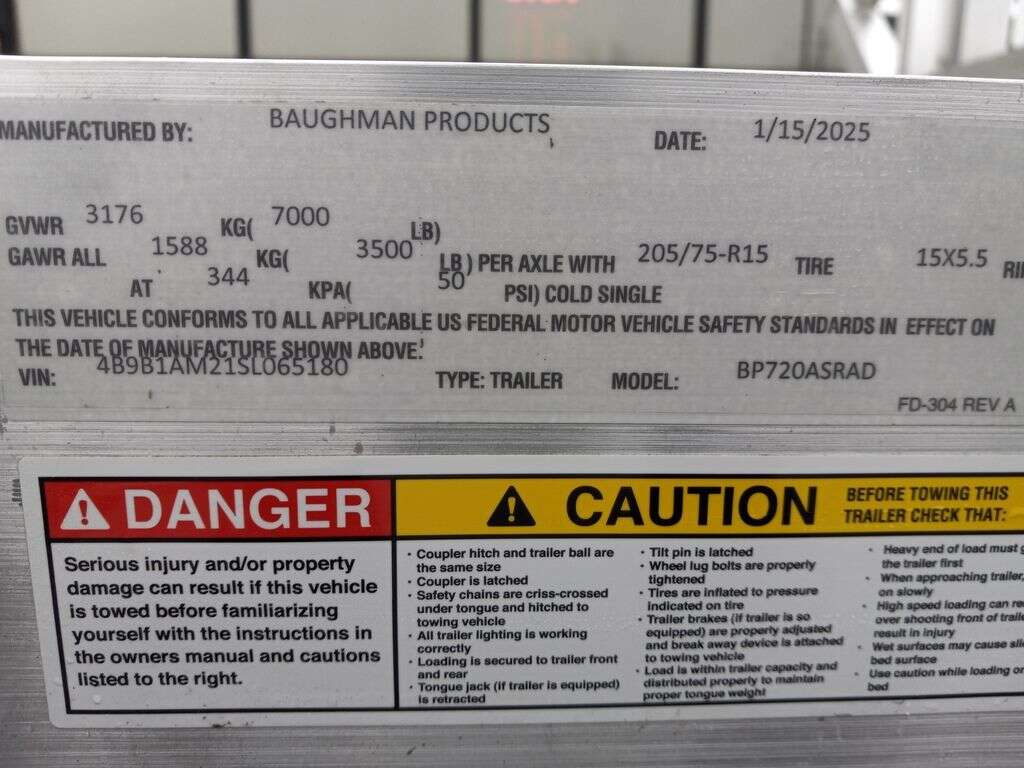 MANUFACTURED BY: BAUGHMAN PRODUCTS DATE: 1/15/2025
GVWR 3176 KG( 7000 LB)
GAWR ALL 1588 KG( 3500 LB) PER AXLE WITH 205/75-R15 TIRE 15X5.5
AT 344 KPA( 50 PSI) COLD SINGLE
THIS VEHICLE CONFORMS TO ALL APPLICABLE US FEDERAL MOTOR VEHICLE SAFETY STANDARDS IN EFFECT ON
THE DATE OF MANUFACTURE SHOWN ABOVE.
VIN: 4B9B1AM21SL065180 TYPE: TRAILER MODEL: BP720ASRAD
FD-304 REV A
DANGER
Serious injury and/or property
damage can result if this vehicle
is towed before familiarizing
yourself with the instructions in
the owners manual and cautions
listed to the right.
CAUTION
BEFORE TOWING THIS
TRAILER CHECK THAT:
• Coupler hitch and trailer ball are
the same size
• Coupler is latched
• Safety chains are criss-crossed
under tongue and hitched to
towing vehicle
• All trailer lighting is working
correctly
• Loading is secured to trailer front
and rear
• Tongue jack (if trailer is equipped)
is retracted
• Tilt pin is latched
• Wheel lug bolts are properly
tightened
• Tires are inflated to pressure
indicated on tire
• Trailer brakes (if trailer is so
equipped) are properly adjusted
and break away device is attached
to towing vehicle
• Load is within trailer capacity and
distributed properly to maintain
proper tongue weight
• Heavy end of load must
the trailer first
• When approaching trailer,
on slowly
• High speed loading can
over shooting front of
result in injury
• Wet surfaces may cause
bed surface
• Use caution while loading
bed